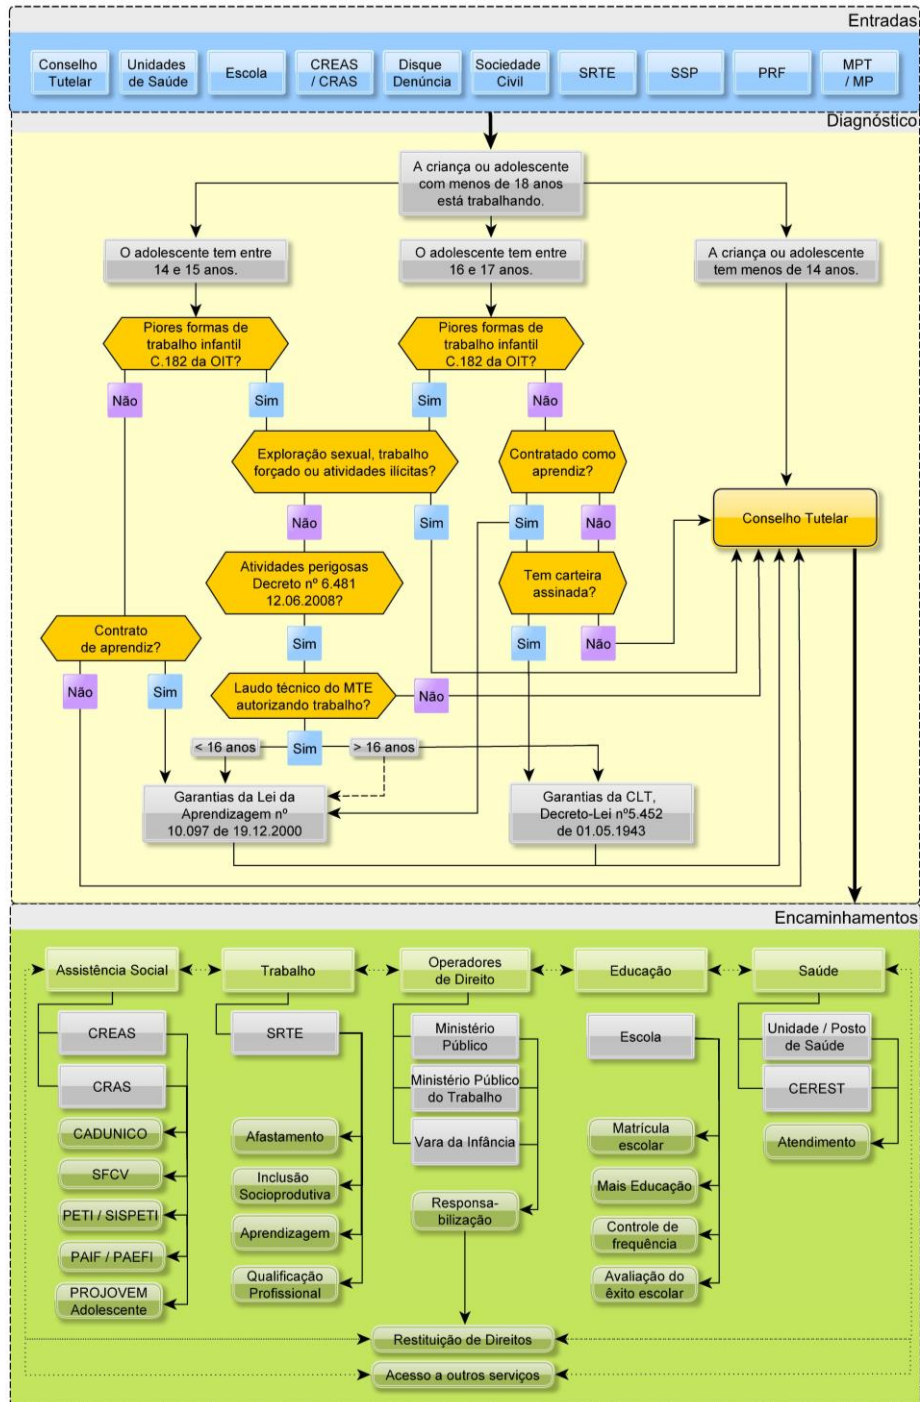 Entradas
Conselho
Tutelar
Unidades
de Saúde
Escola
CREAS
/ CRAS
Disque
Denúncia
Sociedade
Civil
SRTE
SSP
PRF
MPT
/ MP
Diagnóstico
A criança ou adolescente
com menos de 18 anos
está trabalhando.
O adolescente tem entre
14 e 15 anos.
O adolescente tem entre
16 e 17 anos.
A criança ou adolescente
tem menos de 14 anos.
Piores formas de
trabalho infantil
C.182 da OIT?
Piores formas de
trabalho infantil
C.182 da OIT?
Não
Sim
Sim
Não
Exploração sexual, trabalho
forçado ou atividades ilícitas?
Contratado como
aprendiz?
Conselho Tutelar
Não
Sim
Sim
Não
Atividades perigosas
Decreto nº 6.481
12.06.2008?
Tem carteira
assinada?
Contrato
de aprendiz?
Sim
Sim
Não
Não
Sim
Laudo técnico do MTE
autorizando trabalho?
Não
< 16 anos
Sim
> 16 anos
Garantias da Lei da
Aprendizagem nº
10.097 de 19.12.2000
Garantias da CLT,
Decreto-Lei nº5.452
de 01.05.1943
Encaminhamentos
Assistência Social
Trabalho
Operadores
de Direito
Educação
Saúde
CREAS
CRAS
CADUNICO
SFCV
PETI / SISPETI
PAIF / PAEFI
PROJOVEM
Adolescente
SRTE
Afastamento
Inclusão
Socioprodutiva
Aprendizagem
Qualificação
Profissional
Ministério
Público
Ministério Público
do Trabalho
Vara da Infância
Responsa-
bilização
Escola
Matrícula
escolar
Mais Educação
Controle de
frequência
Avaliação do
êxito escolar
Unidade / Posto
de Saúde
CEREST
Atendimento
Restituição de Direitos
Acesso a outros serviços